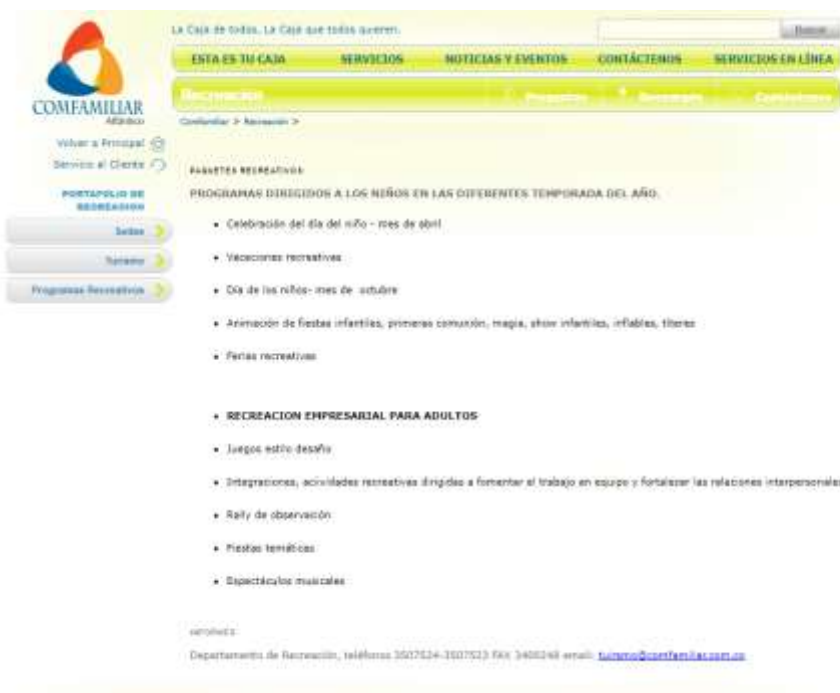 La Caja de todos. La Caja que todos quieren.
Buscar
ESTA ES TU CAJA SERVICIOS NOTICIAS Y EVENTOS CONTÁCTENOS SERVICIOS EN LÍNEA
Recreación
COMFAMILIAR
Atlántico
Comfamiliar > Recreación >
Volver a Principal
Servicio al Cliente
PORTAFOLIO DE
RECREACION
Sedes
Turismo
Programas Recreativos
PAQUETES RECREATIVOS
PROGRAMAS DIRIGIDOS A LOS NIÑOS EN LAS DIFERENTES TEMPORADA DEL AÑO.
• Celebración del día del niño - mes de abril
• Vacaciones recreativas
• Día de los niños- mes de octubre
• Animación de fiestas infantiles, primeras comunión, magia, show infantiles, inflables, títeres
• Ferias recreativas
• RECREACION EMPRESARIAL PARA ADULTOS
• Juegos estilo desafío
• Integraciones, actividades recreativas dirigidas a fomentar el trabajo en equipo y fortalecer las relaciones interpersonales
• Rally de observación
• Fiestas temáticas
• Espectáculos musicales
INFORMES
Departamento de Recreación, teléfonos 3507524-3507523 FAX 3405248 email: turismo@comfamiliar.com.co